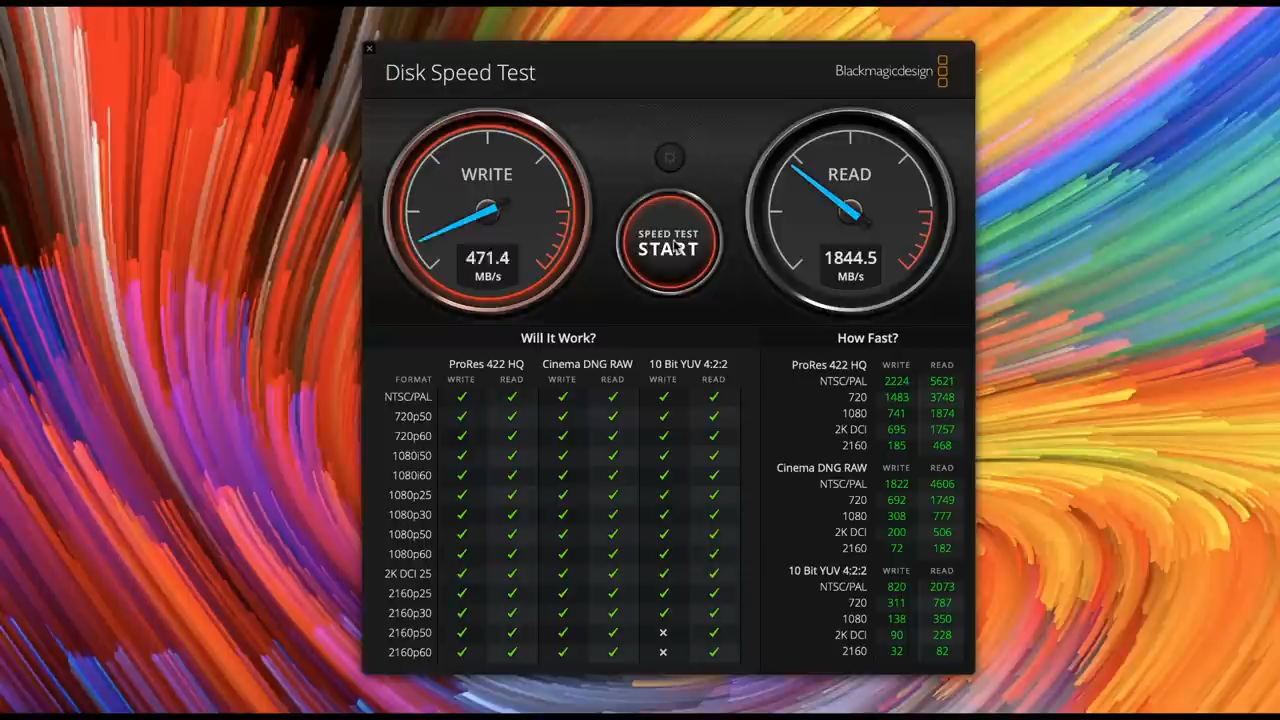 Disk Speed Test
Blackmagicdesign
WRITE
471.4
MB/s
SPEED TEST
START
READ
1844.5
MB/s
Will It Work?
ProRes 422 HQ Cinema DNG RAW 10 Bit YUV 4:2:2
FORMAT WRITE READ WRITE READ WRITE READ
NTSC/PAL ✓ ✓ ✓ ✓ ✓ ✓
720p50 ✓ ✓ ✓ ✓ ✓ ✓
720p60 ✓ ✓ ✓ ✓ ✓ ✓
1080i50 ✓ ✓ ✓ ✓ ✓ ✓
1080i60 ✓ ✓ ✓ ✓ ✓ ✓
1080p25 ✓ ✓ ✓ ✓ ✓ ✓
1080p30 ✓ ✓ ✓ ✓ ✓ ✓
1080p50 ✓ ✓ ✓ ✓ ✓ ✓
1080p60 ✓ ✓ ✓ ✓ ✓ ✓
2K DCI 25 ✓ ✓ ✓ ✓ ✓ ✓
2160p25 ✓ ✓ ✓ ✓ ✓ ✓
2160p30 ✓ ✓ ✓ ✓ ✓ ✓
2160p50 ✓ ✓ ✓ ✓ × ✓
2160p60 ✓ ✓ ✓ ✓ × ✓
How Fast?
ProRes 422 HQ WRITE READ
NTSC/PAL 2224 5621
720 1483 3748
1080 741 1874
2K DCI 695 1757
2160 185 468
Cinema DNG RAW WRITE READ
NTSC/PAL 1822 4606
720 692 1749
1080 308 777
2K DCI 200 506
2160 72 182
10 Bit YUV 4:2:2 WRITE READ
NTSC/PAL 820 2073
720 311 787
1080 138 350
2K DCI 90 228
2160 32 82